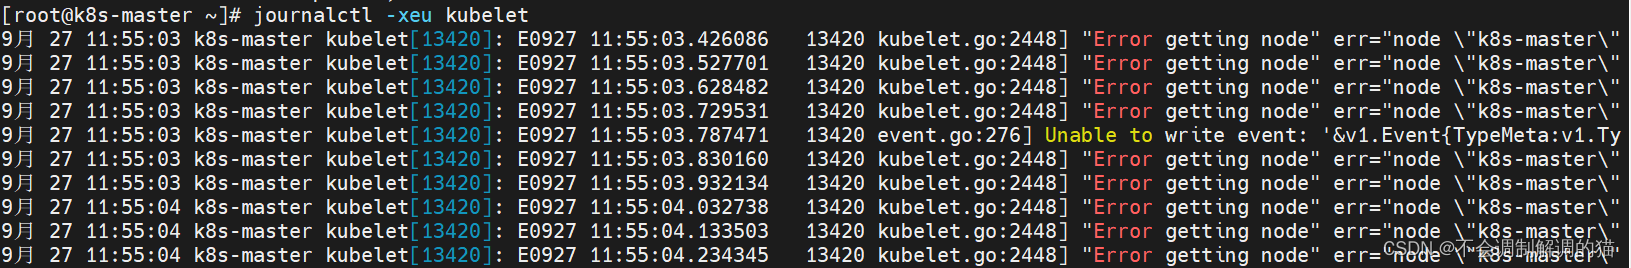 [root@k8s-master ~]# journalctl -xeu kubelet
9月 27 11:55:03 k8s-master kubelet[13420]: E0927 11:55:03.426086   13420 kubelet.go:2448] "Error getting node" err="node \"k8s-master\"
9月 27 11:55:03 k8s-master kubelet[13420]: E0927 11:55:03.527701   13420 kubelet.go:2448] "Error getting node" err="node \"k8s-master\"
9月 27 11:55:03 k8s-master kubelet[13420]: E0927 11:55:03.628482   13420 kubelet.go:2448] "Error getting node" err="node \"k8s-master\"
9月 27 11:55:03 k8s-master kubelet[13420]: E0927 11:55:03.729531   13420 kubelet.go:2448] "Error getting node" err="node \"k8s-master\"
9月 27 11:55:03 k8s-master kubelet[13420]: E0927 11:55:03.787471   13420 event.go:276] Unable to write event: '&v1.Event{TypeMeta:v1.Ty
9月 27 11:55:03 k8s-master kubelet[13420]: E0927 11:55:03.830160   13420 kubelet.go:2448] "Error getting node" err="node \"k8s-master\"
9月 27 11:55:03 k8s-master kubelet[13420]: E0927 11:55:03.932134   13420 kubelet.go:2448] "Error getting node" err="node \"k8s-master\"
9月 27 11:55:04 k8s-master kubelet[13420]: E0927 11:55:04.032738   13420 kubelet.go:2448] "Error getting node" err="node \"k8s-master\"
9月 27 11:55:04 k8s-master kubelet[13420]: E0927 11:55:04.133503   13420 kubelet.go:2448] "Error getting node" err="node \"k8s-master\"
9月 27 11:55:04 k8s-master kubelet[13420]: E0927 11:55:04.234345   13420 kubelet.go:2448] "Error getting node" err="node \"k8s-master\"
CSDN @不会调制解调的猫